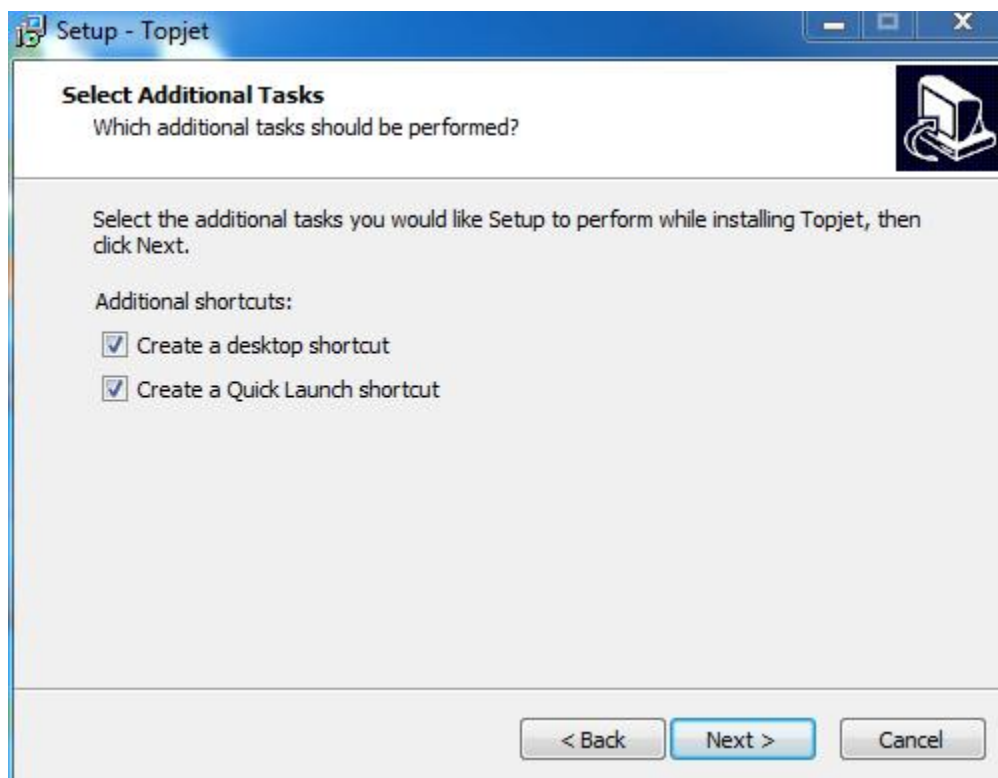 Setup - Topjet
Select Additional Tasks
Which additional tasks should be performed?
Select the additional tasks you would like Setup to perform while installing Topjet, then
click Next.
Additional shortcuts:
Create a desktop shortcut
Create a Quick Launch shortcut
< Back Next > Cancel